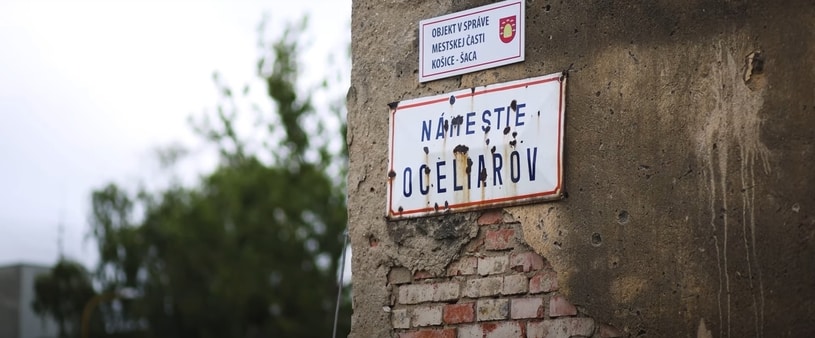 OBJEKT V SPRÁVE
MESTSKEJ ČASTI
KOŠICE - ŠACA
NÁMESTIE
OCELIAROV